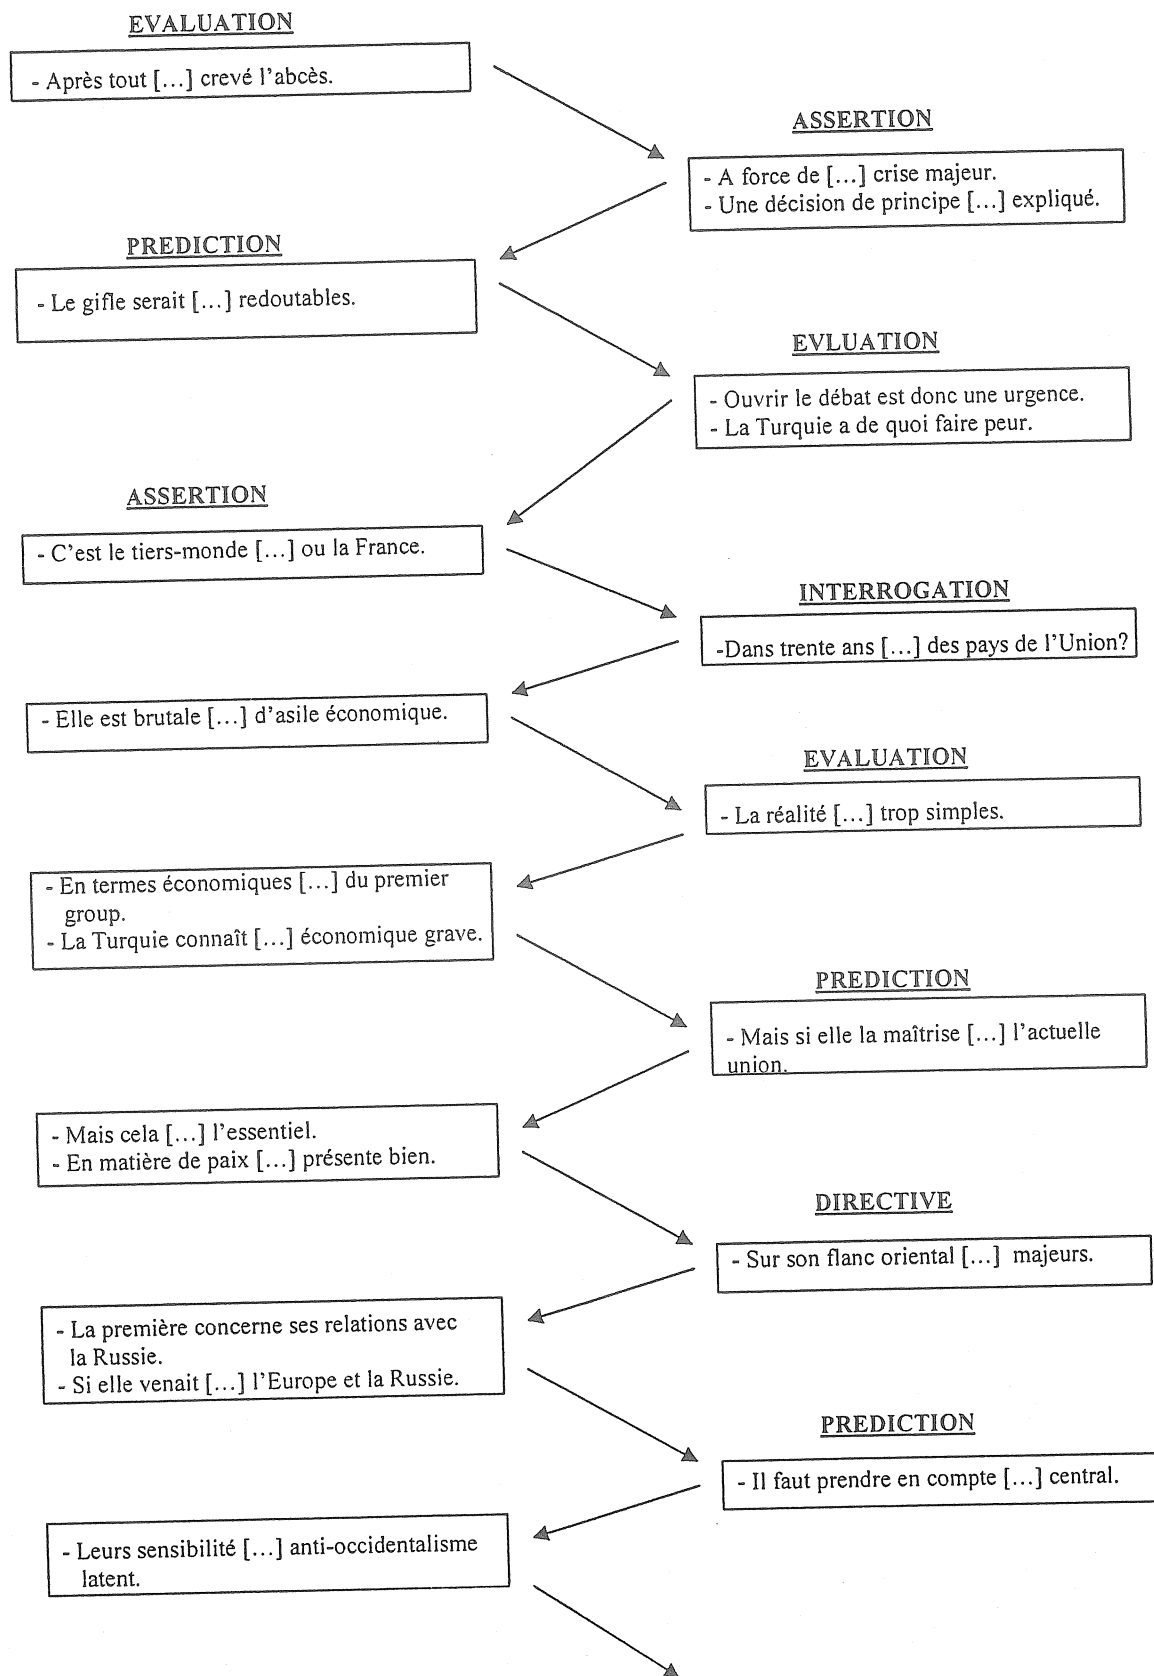 EVALUATION
- Après tout […] crevé l'abcès.
ASSERTION
- A force de […] crise majeur.
- Une décision de principe […] expliqué.
PREDICTION
- Le gifle serait […] redoutables.
EVLUATION
- Ouvrir le débat est donc une urgence.
- La Turquie a de quoi faire peur.
ASSERTION
- C'est le tiers-monde […] ou la France.
INTERROGATION
-Dans trente ans […] des pays de l'Union?
- Elle est brutale […] d'asile économique.
EVALUATION
- La réalité […] trop simples.
- En termes économiques […] du premier
group.
- La Turquie connaît […] économique grave.
PREDICTION
- Mais si elle la maîtrise […] l'actuelle
union.
- Mais cela […] l'essentiel.
- En matière de paix […] présente bien.
DIRECTIVE
- Sur son flanc oriental […] majeurs.
- La première concerne ses relations avec
la Russie.
- Si elle venait […] l'Europe et la Russie.
PREDICTION
- Il faut prendre en compte […] central.
- Leurs sensibilité […] anti-occidentalisme
latent.